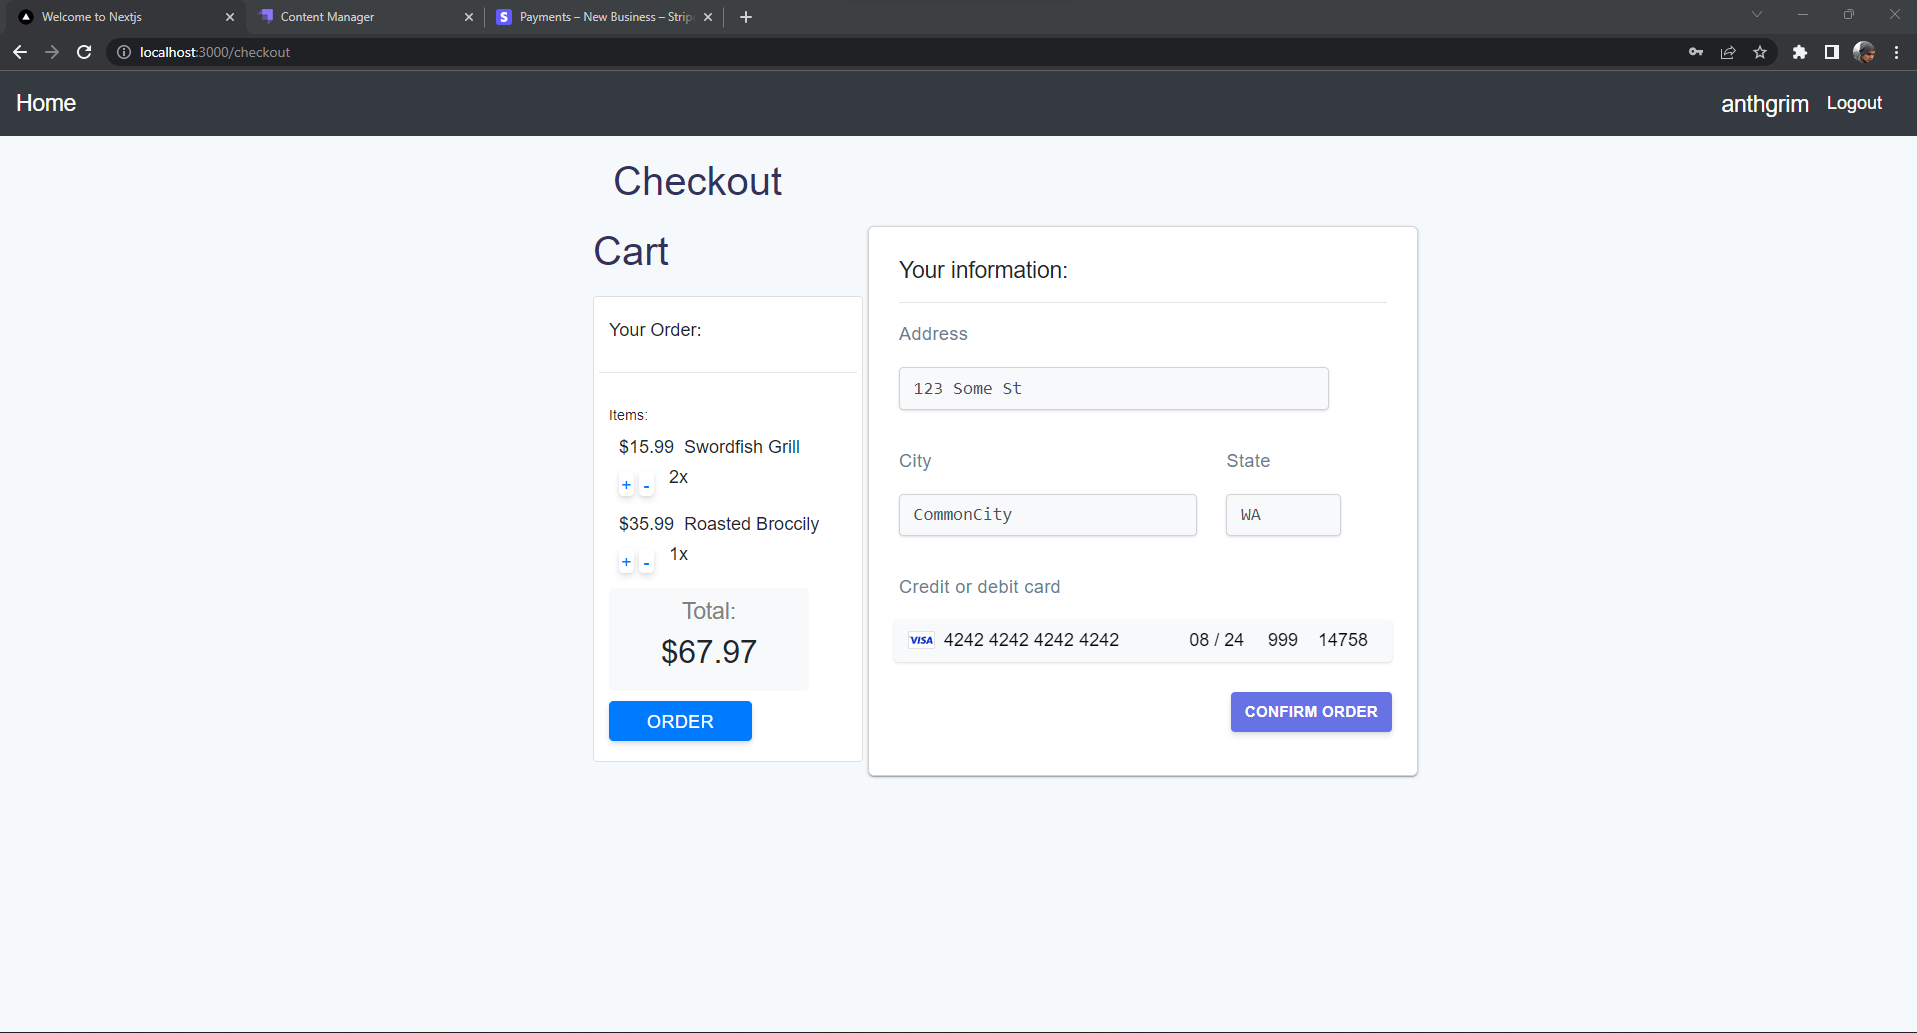 Welcome to Nextjs
Content Manager
Payments – New Business – Strip
localhost:3000/checkout
Home
anthgrim
Logout
Checkout
Cart
Your Order:
Items:
$15.99 Swordfish Grill
+ - 2x
$35.99 Roasted Broccily
+ - 1x
Total:
$67.97
ORDER
Your information:
Address
123 Some St
City
State
CommonCity
WA
Credit or debit card
VISA 4242 4242 4242 4242 08 / 24 999 14758
CONFIRM ORDER